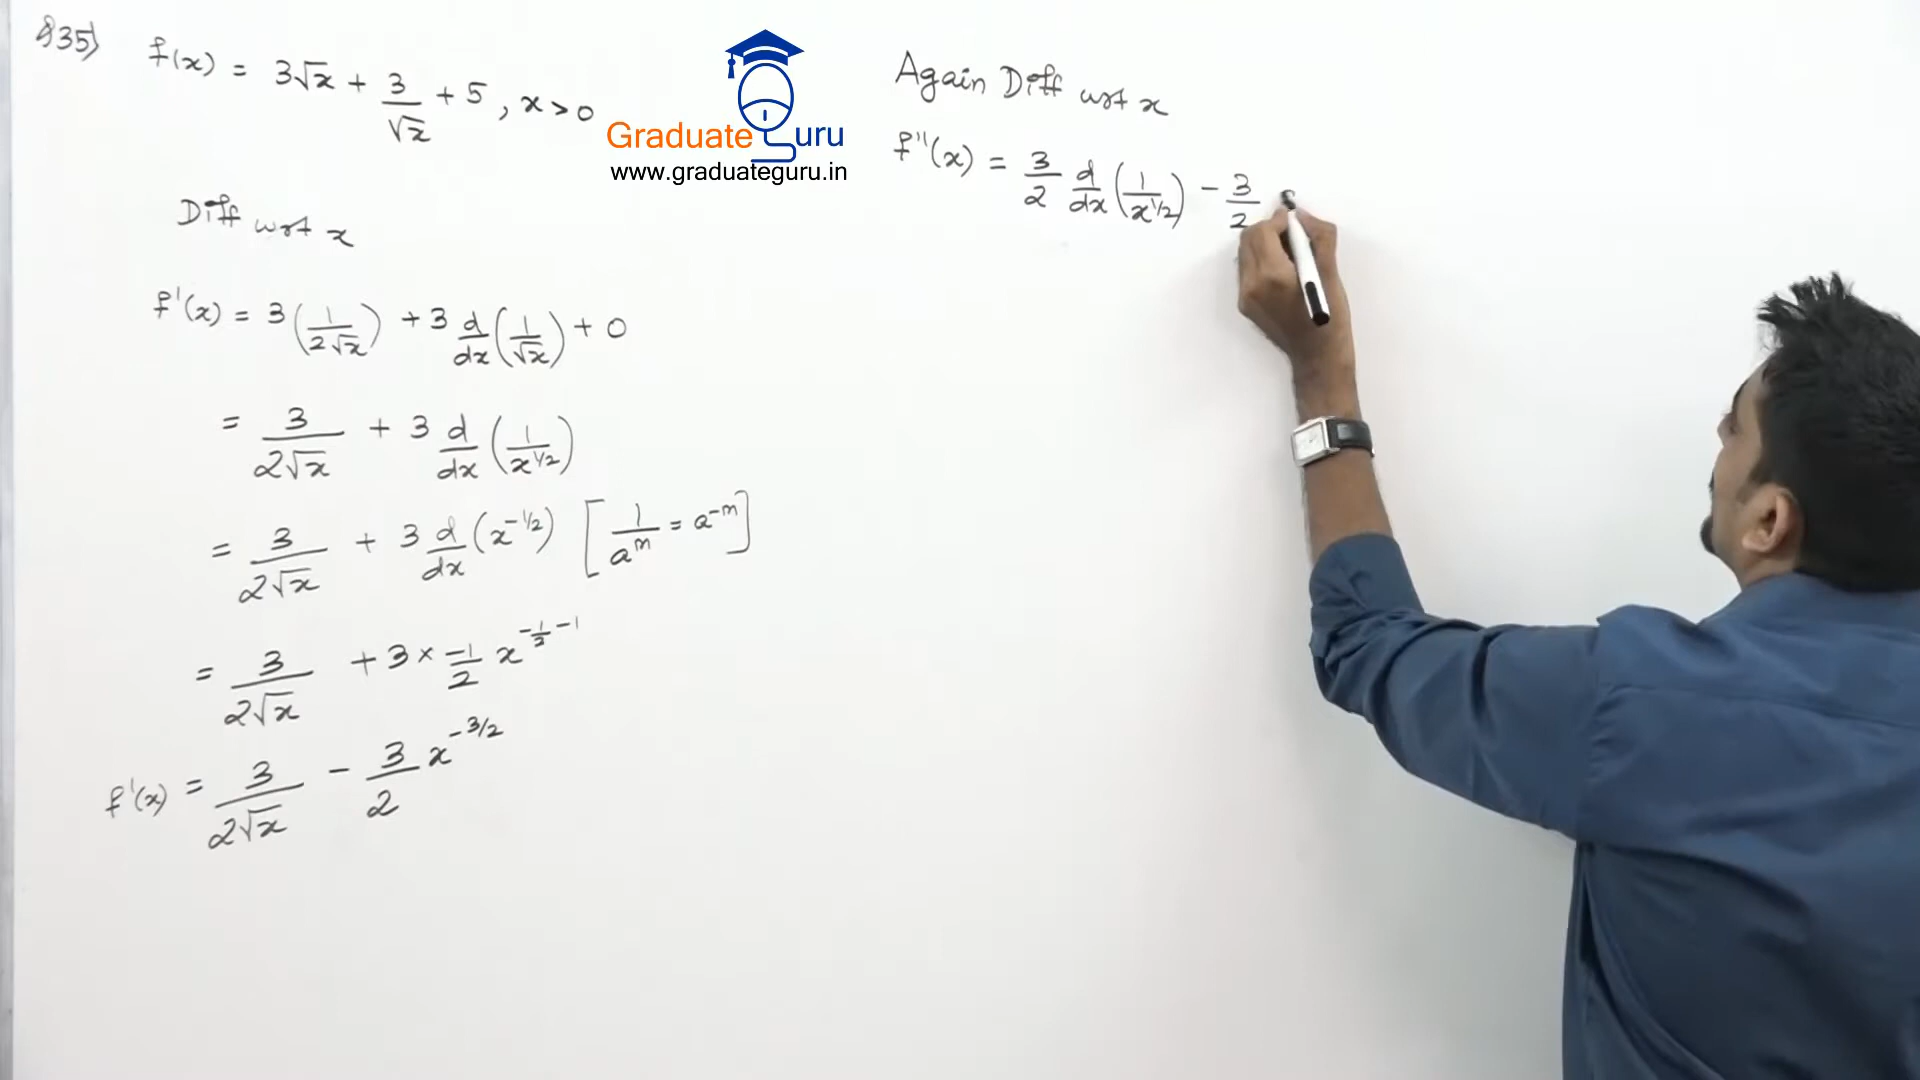 835)
f(x) = 3√x + 3/√x + 5 , x > 0
Diff wrt x
f'(x) = 3(1/2√x) + 3 d/dx(1/√x) + 0
= 3/2√x + 3 d/dx(1/x^1/2)
= 3/2√x + 3 d/dx(x^-1/2) [1/a^m = a^-m]
= 3/2√x + 3 × -1/2 x^-1/2-1
f'(x) = 3/2√x - 3/2 x^-3/2
Graduate Guru
www.graduateguru.in
Again Diff wrt x
f''(x) = 3/2 d/dx(1/x^1/2) - 3/2